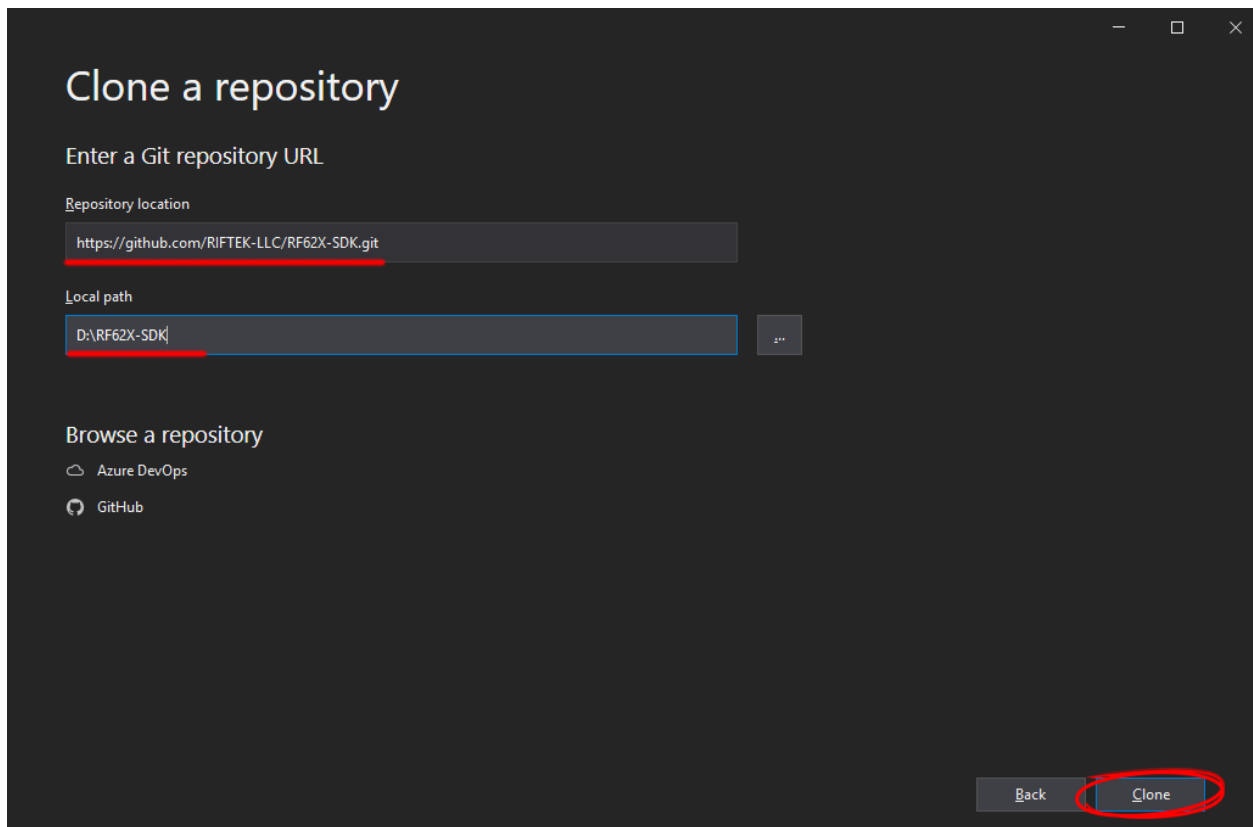 Clone a repository
Enter a Git repository URL
Repository location
https://github.com/RIFTEK-LLC/RF62X-SDK.git
Local path
D:\RF62X-SDK
...
Browse a repository
Azure DevOps
GitHub
Back
Clone